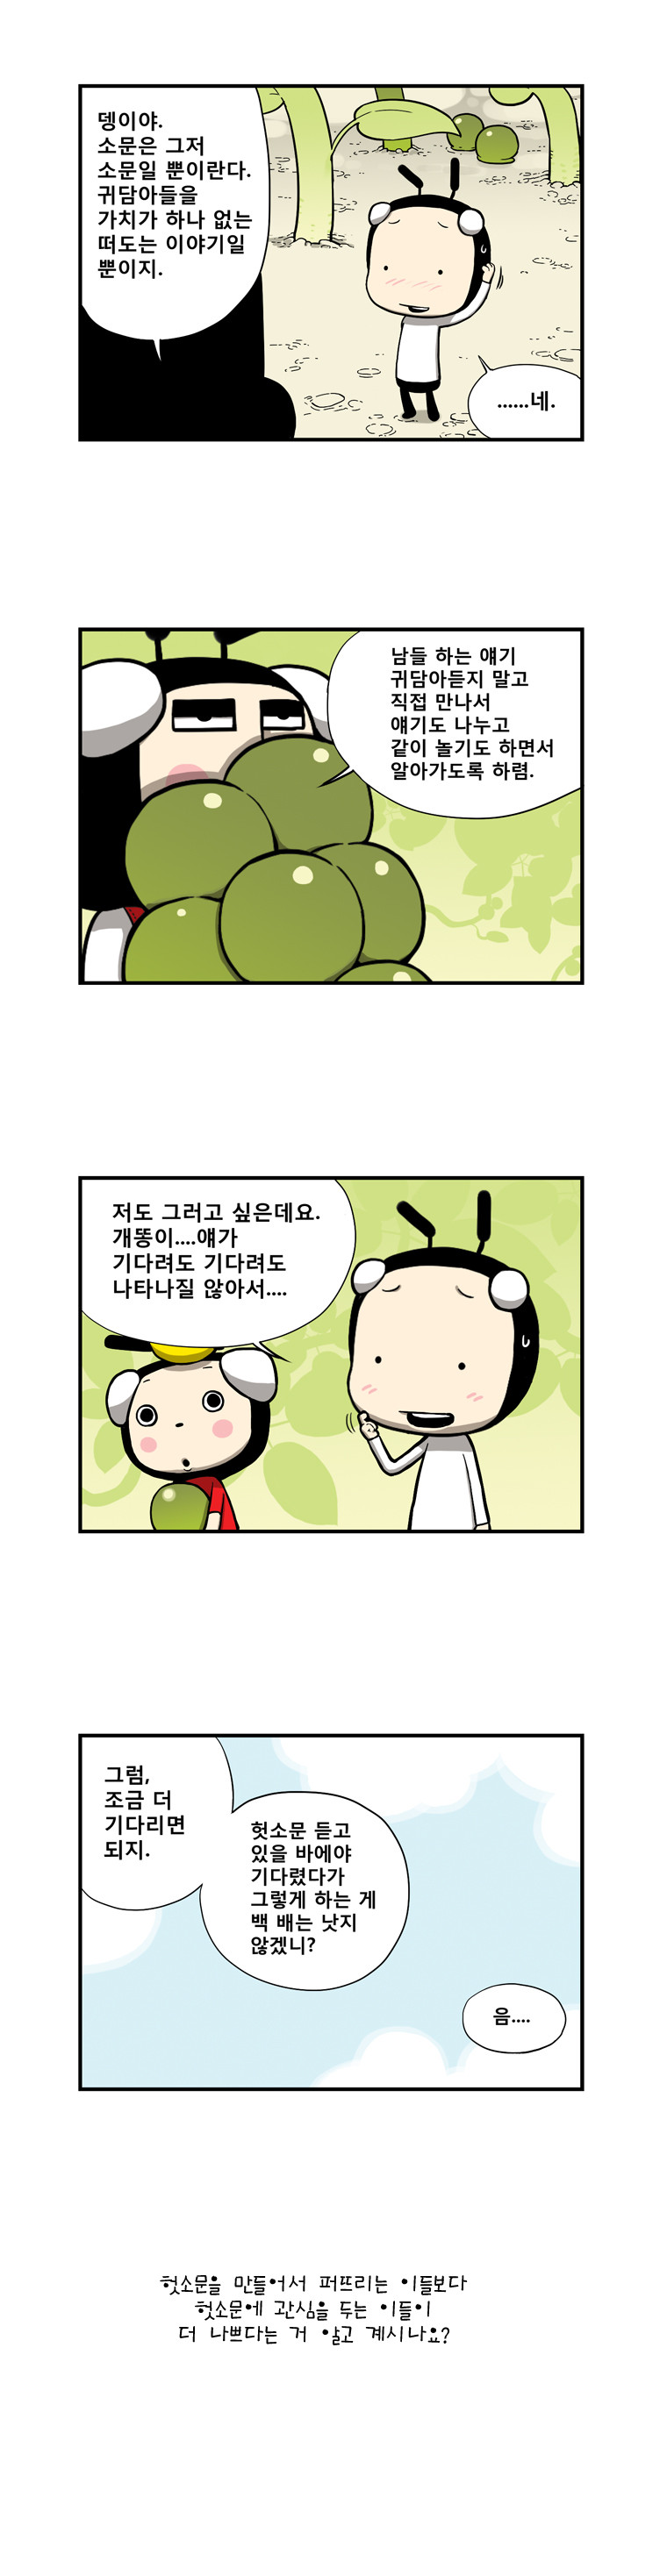 뎅이야.
소문은 그저
소문일 뿐이란다.
귀담아들을
가치가 하나 없는
떠도는 이야기일
뿐이지.
......네.
남들 하는 얘기
귀담아듣지 말고
직접 만나서
얘기도 나누고
같이 놀기도 하면서
알아가도록 하렴.
저도 그러고 싶은데요.
개똥이....얘가
기다려도 기다려도
나타나질 않아서....
그럼,
조금 더
기다리면
되지.
헛소문 듣고
있을 바에야
기다렸다가
그렇게 하는 게
백 배는 낫지
않겠니?
음....
헛소문을 만들어서 퍼뜨리는 이들보다
헛소문에 관심을 두는 이들이
더 나쁘다는 거 알고 계시나요?